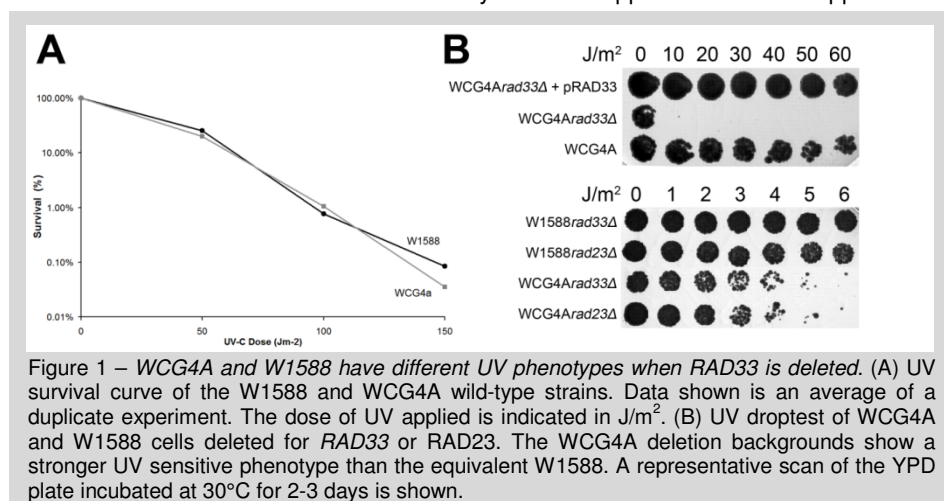 A
B
100.00%
10.00%
1.00%
0.10%
0.01%
Survival (%)
W1588
WCG4a
0 50 100 150
UV-C Dose (Jm-2)
J/m2 0 10 20 30 40 50 60
WCG4Arad33Δ + pRAD33
WCG4Arad33Δ
WCG4A
J/m2 0 1 2 3 4 5 6
W1588rad33Δ
W1588rad23Δ
WCG4Arad33Δ
WCG4Arad23Δ
Figure 1 – WCG4A and W1588 have different UV phenotypes when RAD33 is deleted. (A) UV
survival curve of the W1588 and WCG4A wild-type strains. Data shown is an average of a
duplicate experiment. The dose of UV applied is indicated in J/m2. (B) UV droptest of WCG4A
and W1588 cells deleted for RAD33 or RAD23. The WCG4A deletion backgrounds show a
stronger UV sensitive phenotype than the equivalent W1588. A representative scan of the YPD
plate incubated at 30°C for 2-3 days is shown.